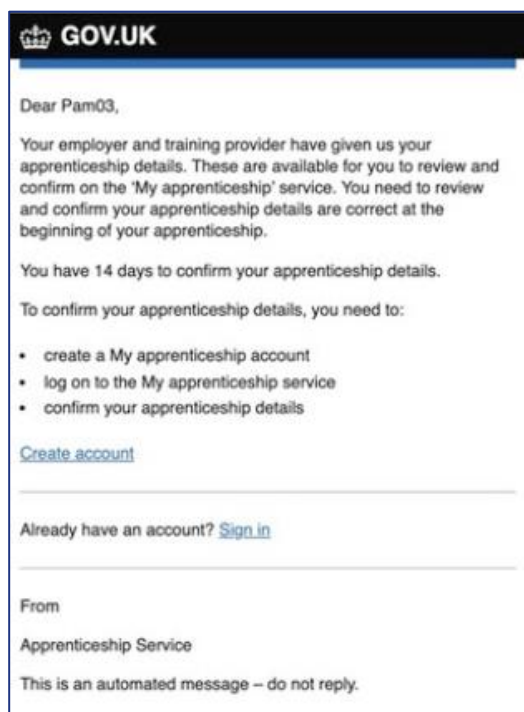 GOV.UK
Dear Pam03,
Your employer and training provider have given us your
apprenticeship details. These are available for you to review and
confirm on the 'My apprenticeship' service. You need to review
and confirm your apprenticeship details are correct at the
beginning of your apprenticeship.
You have 14 days to confirm your apprenticeship details.
To confirm your apprenticeship details, you need to:
• create a My apprenticeship account
• log on to the My apprenticeship service
• confirm your apprenticeship details
Create account
Already have an account? Sign in
From
Apprenticeship Service
This is an automated message – do not reply.